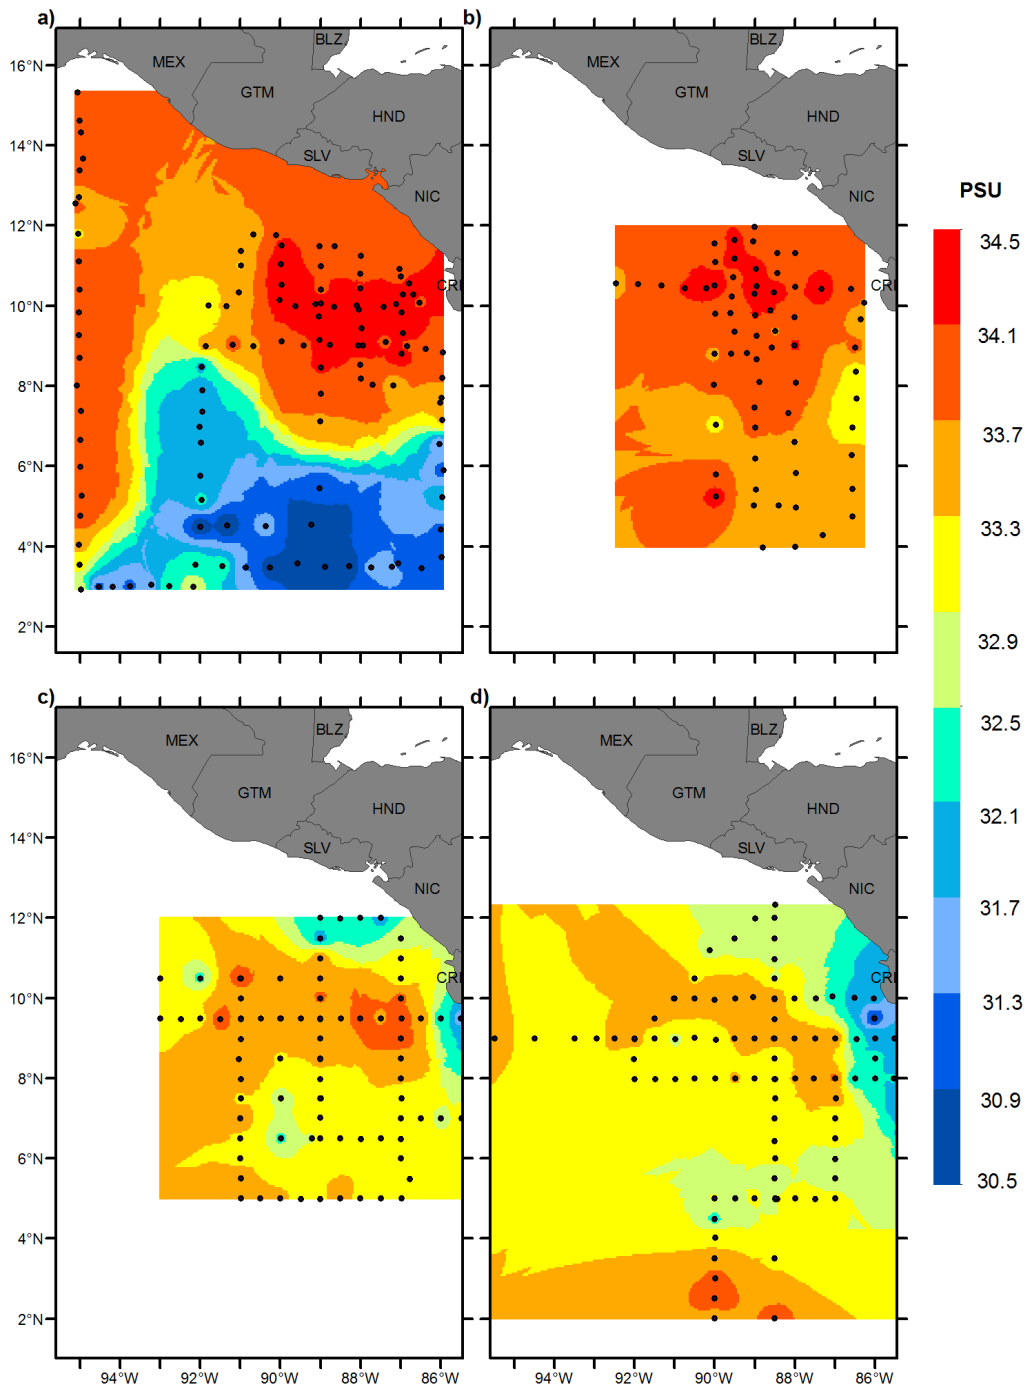 a)
b)
BLZ
BLZ
16°N
MEX
MEX
GTM
GTM
HND
HND
14°N
SLV
SLV
NIC
NIC
PSU
12°N
34.5
CRI
CRI
10°N
34.1
8°N
33.7
6°N
33.3
4°N
32.9
2°N
32.5
c)
d)
BLZ
BLZ
16°N
MEX
MEX
32.1
GTM
GTM
HND
HND
14°N
SLV
SLV
NIC
NIC
31.7
12°N
CRI
CRI
10°N
31.3
8°N
30.9
6°N
30.5
4°N
2°N
94°W 92°W 90°W 88°W 86°W
94°W 92°W 90°W 88°W 86°W